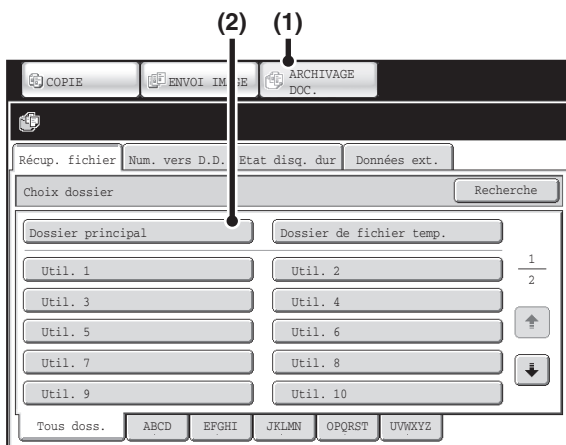 (2) (1)
COPIE ENVOI IMAGE ARCHIVAGE
DOC.
Récup. fichier Num. vers D.D. Etat disq. dur Données ext.
Choix dossier Recherche
Dossier principal Dossier de fichier temp.
Util. 1 Util. 2
1
2
Util. 3 Util. 4
Util. 5 Util. 6
Util. 7 Util. 8
Util. 9 Util. 10
Tous doss. ABCD EFGHI JKLMN OPQRST UVWXYZ